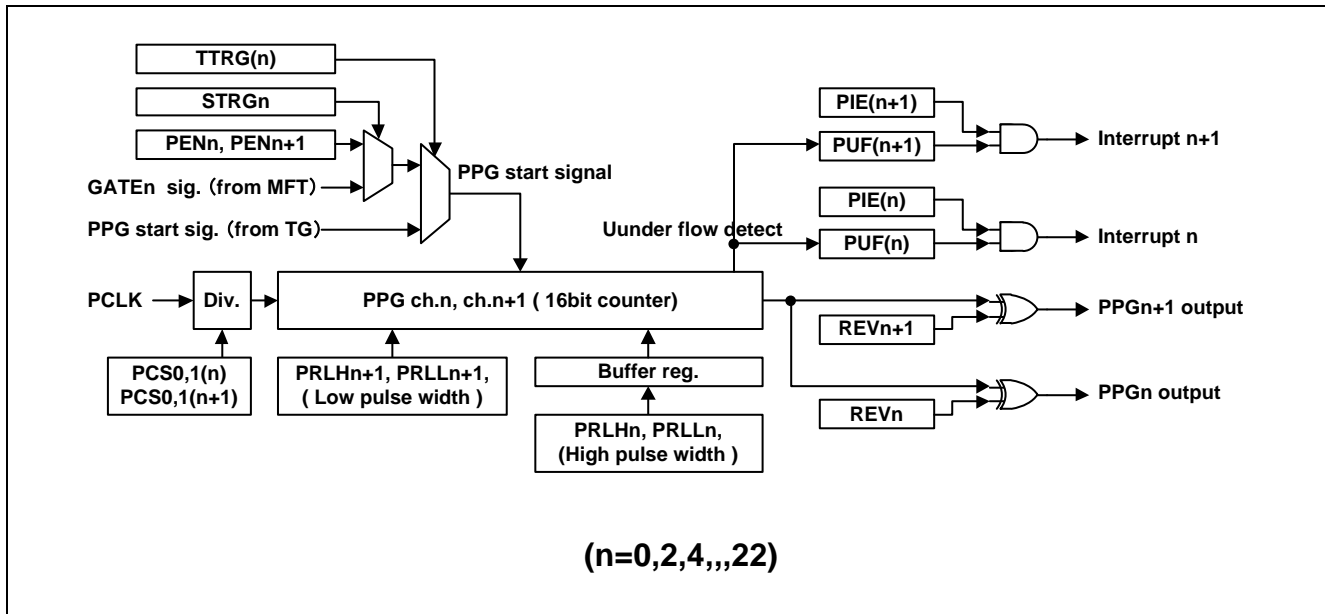 TTRG(n)
STRGn
PENn, PENn+1
GATEn sig. (from MFT)
PPG start signal
PPG start sig. (from TG)
PIE(n+1)
PUF(n+1)
Interrupt n+1
PIE(n)
Uunder flow detect
PUF(n)
Interrupt n
PCLK
Div.
PPG ch.n, ch.n+1 ( 16bit counter)
PPGn+1 output
REVn+1
PCS0,1(n)
PCS0,1(n+1)
PRLHn+1, PRLLn+1,
( Low pulse width )
Buffer reg.
PRLHn, PRLLn,
(High pulse width )
PPGn output
REVn
(n=0,2,4,,,22)